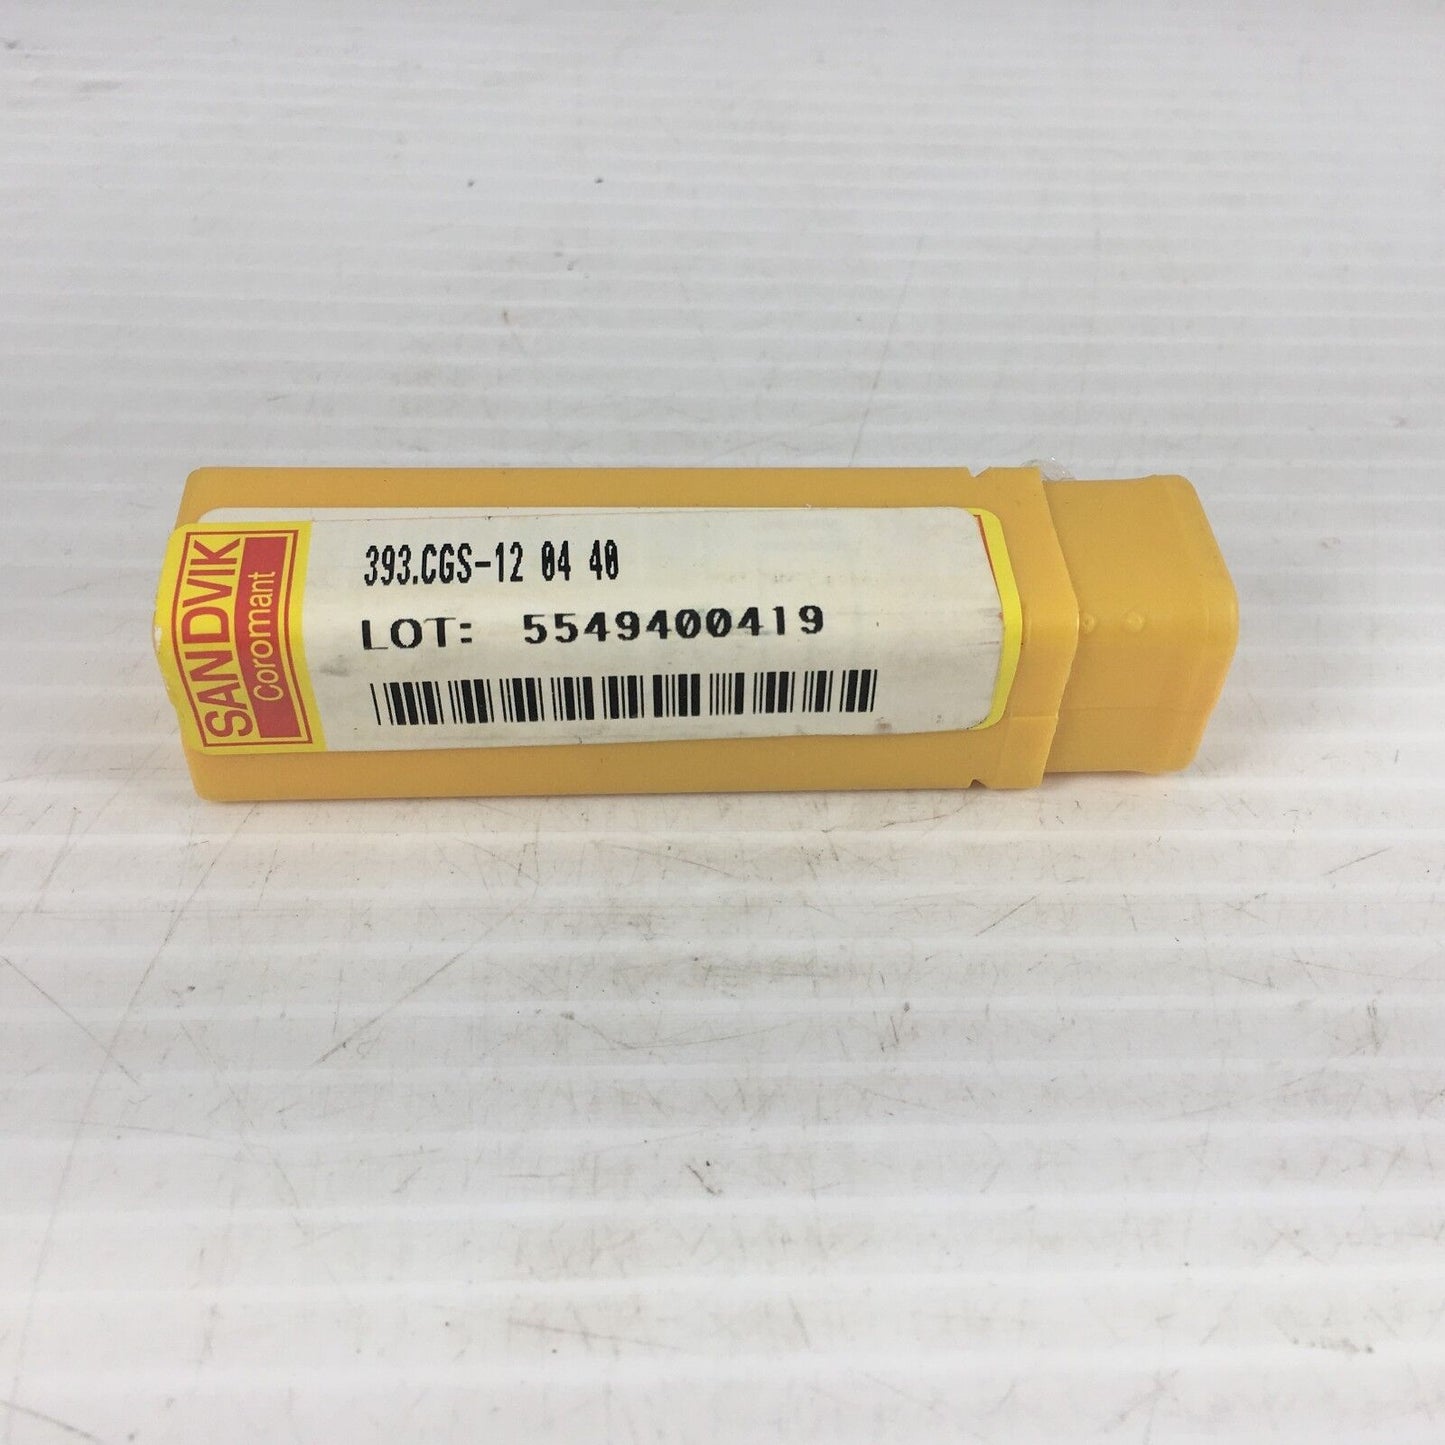 SANDVIK
Coromant
393.CGS-12 04 40
LOT: 5549400419